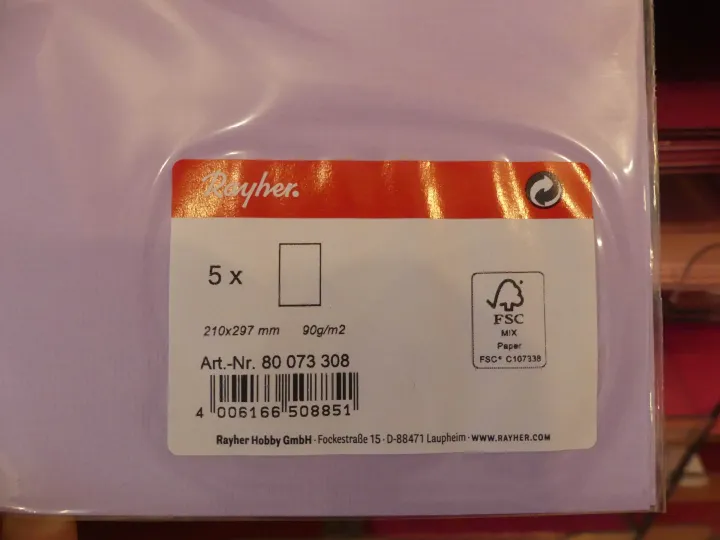 Rayher.
5 x
210x297 mm 90g/m2
FSC
MIX
Paper
FSC® C107338
Art.-Nr. 80 073 308
4 006166 508851
Rayher Hobby GmbH · Fockestraße 15 · D-88471 Laupheim · WWW.RAYHER.COM